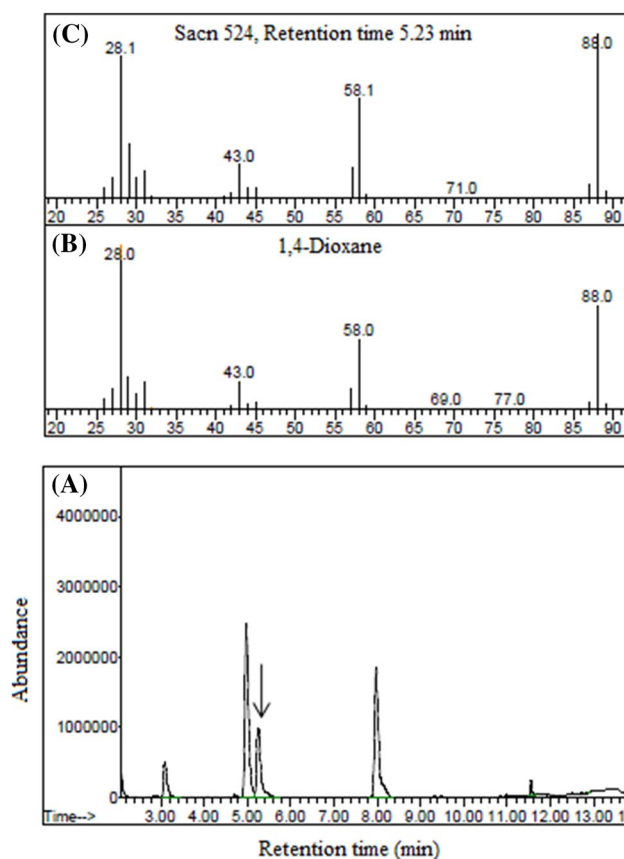 (C) Sacn 524, Retention time 5.23 min
28.1
43.0
58.1
71.0
88.0
20 25 30 35 40 45 50 55 60 65 70 75 80 85 90
(B) 1,4-Dioxane
28.0
43.0
58.0
69.0
77.0
88.0
20 25 30 35 40 45 50 55 60 65 70 75 80 85 90
(A)
4000000
3000000
2000000
1000000
0
Abundance
Time--> 3.00 4.00 5.00 6.00 7.00 8.00 9.00 10.00 11.00 12.00 13.00 1
Retention time (min)